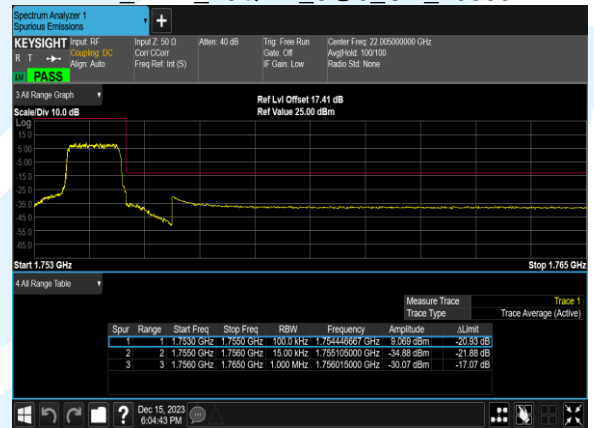 Spectrum Analyzer 1
Spurious Emissions
KEYSIGHT Input: RF Input Z: 50 Ω Atten: 40 dB Trig: Free Run Center Freq: 22.005000000 GHz
R T Coupling: DC Corr CCorr Gate: Off Avg|Hold: 100/100
Align: Auto Freq Ref: Int (S) IF Gain: Low Radio Std: None
LV PASS
3 All Range Graph
Ref Lvl Offset 17.41 dB
Scale/Div 10.0 dB Ref Value 25.00 dBm
Log
15.0
5.00
-5.00
-15.0
-25.0
-35.0
-45.0
-55.0
-65.0
Start 1.753 GHz Stop 1.765 GHz
4 All Range Table
Measure Trace Trace 1
Trace Type Trace Average (Active)
Spur Range Start Freq Stop Freq RBW Frequency Amplitude ΔLimit
1 1 1.7530 GHz 1.7550 GHz 100.0 kHz 1.754446667 GHz 9.069 dBm -20.93 dB
2 2 1.7550 GHz 1.7560 GHz 15.00 kHz 1.755105000 GHz -34.88 dBm -21.88 dB
3 3 1.7560 GHz 1.7650 GHz 1.000 MHz 1.756015000 GHz -30.07 dBm -17.07 dB
? Dec 15, 2023
6:04:43 PM